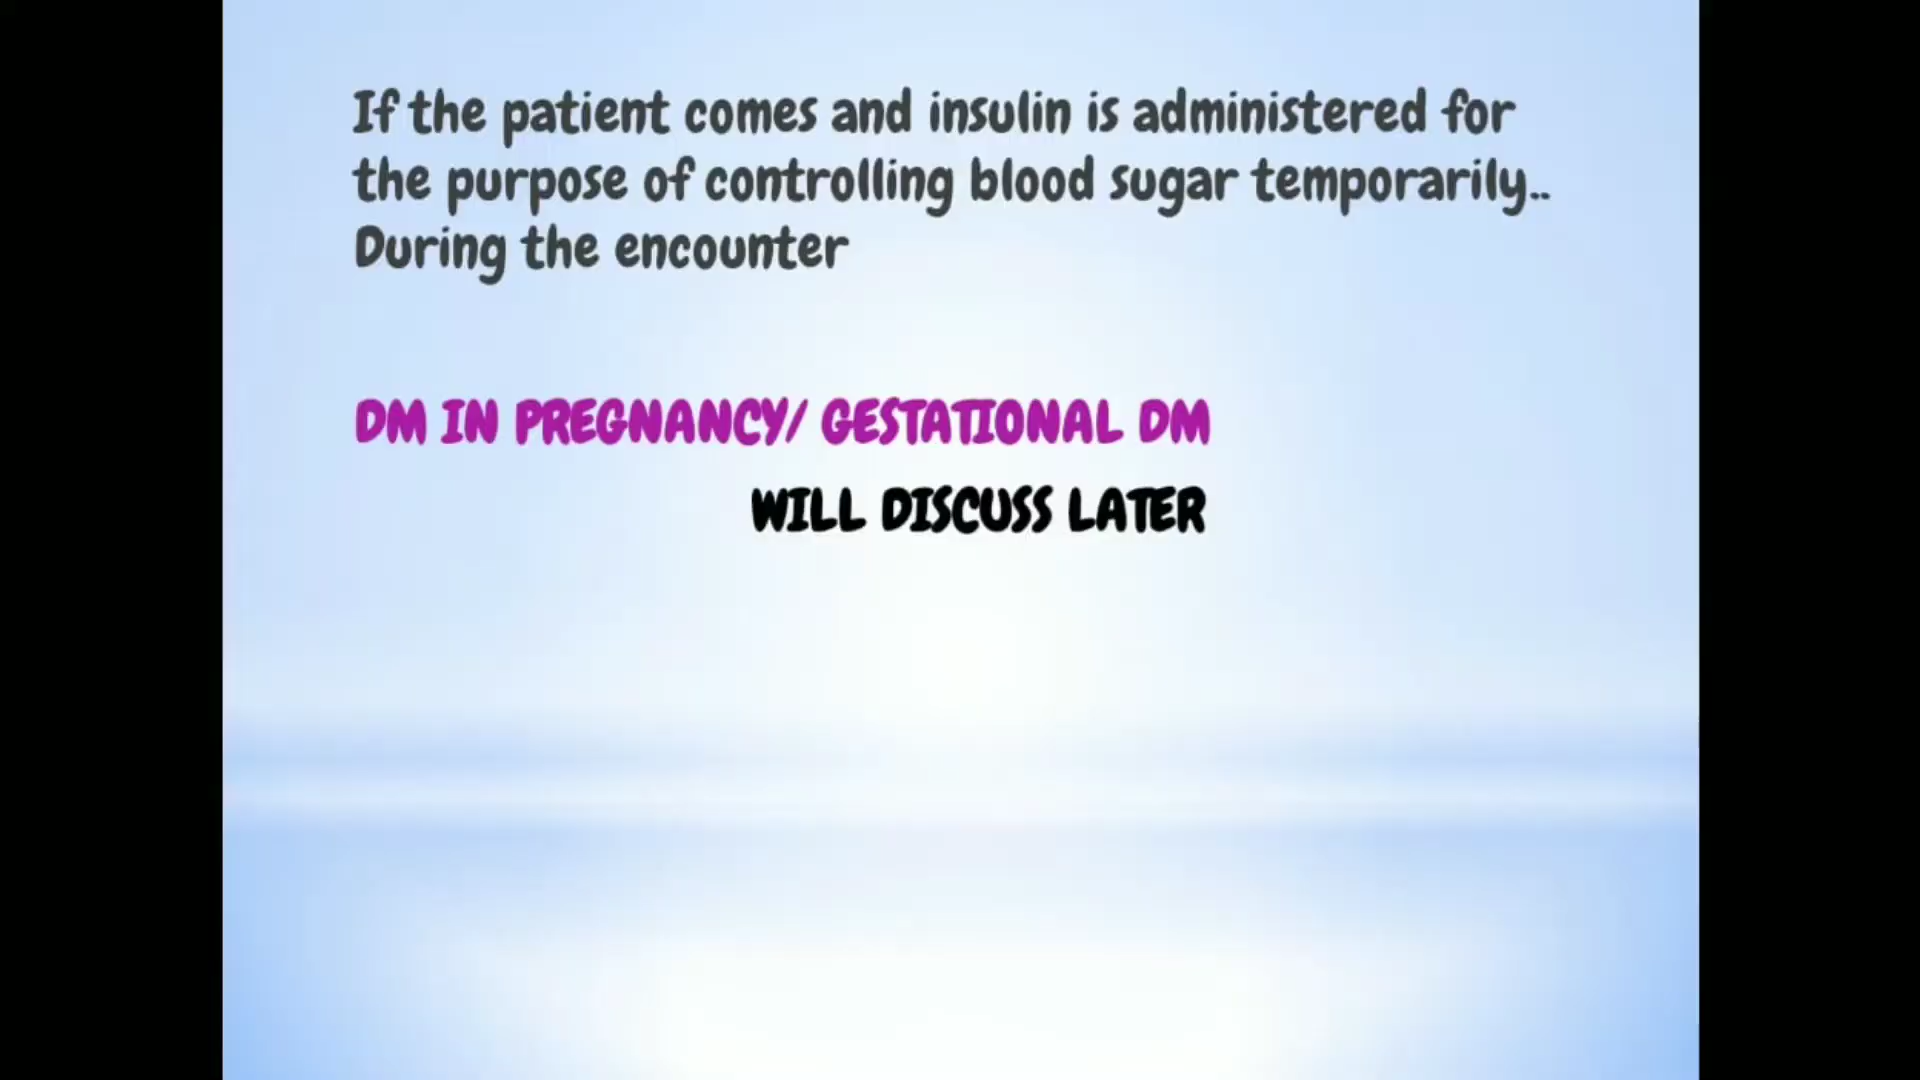 If the patient comes and insulin is administered for
the purpose of controlling blood sugar temporarily..
During the encounter
DM IN PREGNANCY/ GESTATIONAL DM
WILL DISCUSS LATER